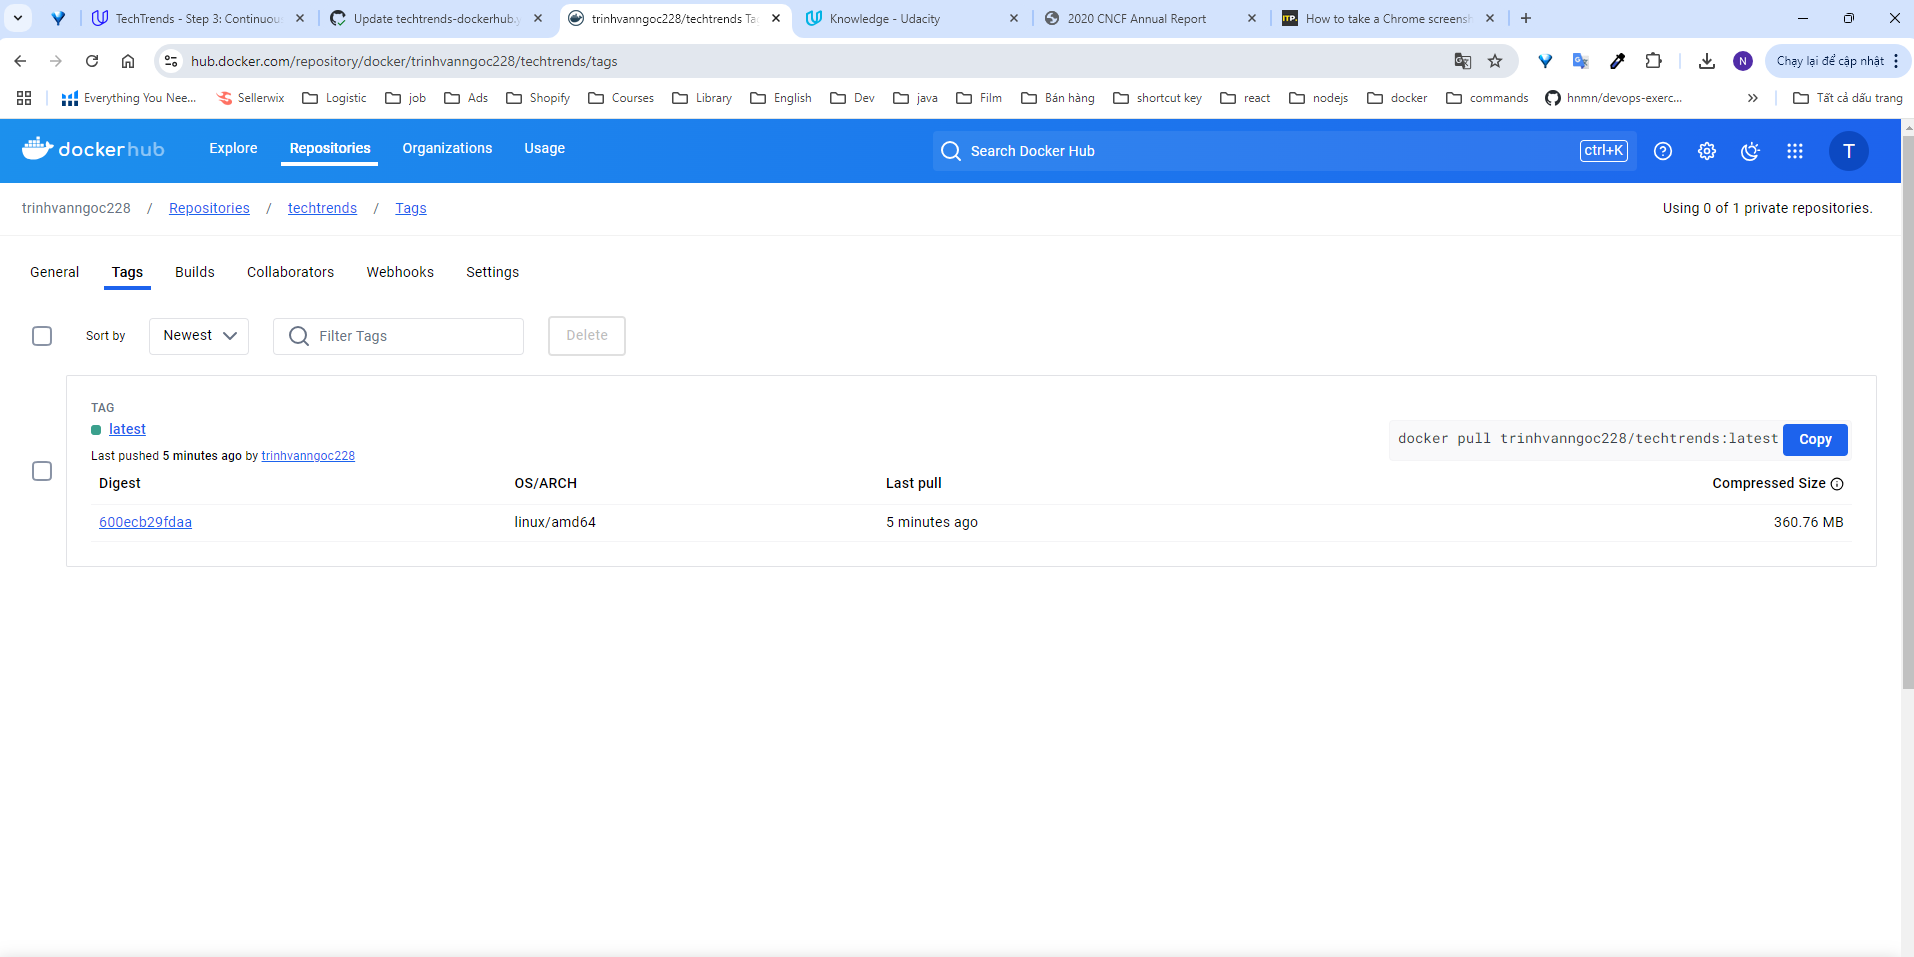 TechTrends - Step 3: Continuou
Update techtrends-dockerhub.y
trinhvanngoc228/techtrends Ta
Knowledge - Udacity
2020 CNCF Annual Report
ITP.
How to take a Chrome screensh
hub.docker.com/repository/docker/trinhvanngoc228/techtrends/tags
N
Chạy lại để cập nhật
Everything You Nee...
Sellerwix
Logistic
job
Ads
Shopify
Courses
Library
English
Dev
java
Film
Bán hàng
shortcut key
react
nodejs
docker
commands
hnmn/devops-exerc...
Tất cả dấu trang
dockerhub
Explore
Repositories
Organizations
Usage
Search Docker Hub
ctrl+K
T
trinhvanngoc228 / Repositories / techtrends / Tags
Using 0 of 1 private repositories.
General
Tags
Builds
Collaborators
Webhooks
Settings
Sort by
Newest
Filter Tags
Delete
TAG
latest
docker pull trinhvanngoc228/techtrends:latest
Copy
Last pushed 5 minutes ago by trinhvanngoc228
Digest
OS/ARCH
Last pull
Compressed Size
600ecb29fdaa
linux/amd64
5 minutes ago
360.76 MB